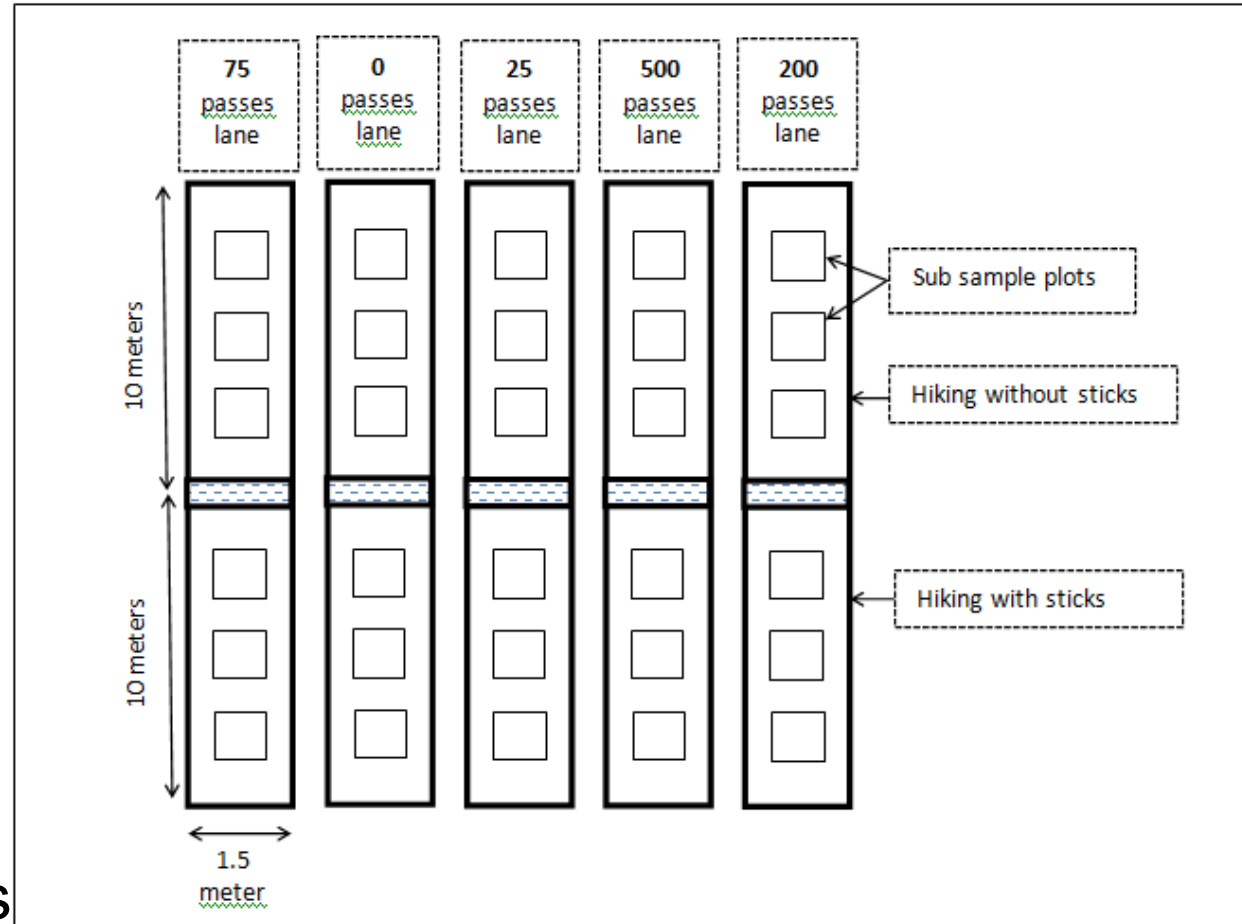 75
passes
lane
0
passes
lane
25
passes
lane
500
passes
lane
200
passes
lane
10 meters
Sub sample plots
Hiking without sticks
10 meters
Hiking with sticks
1.5
meter
s